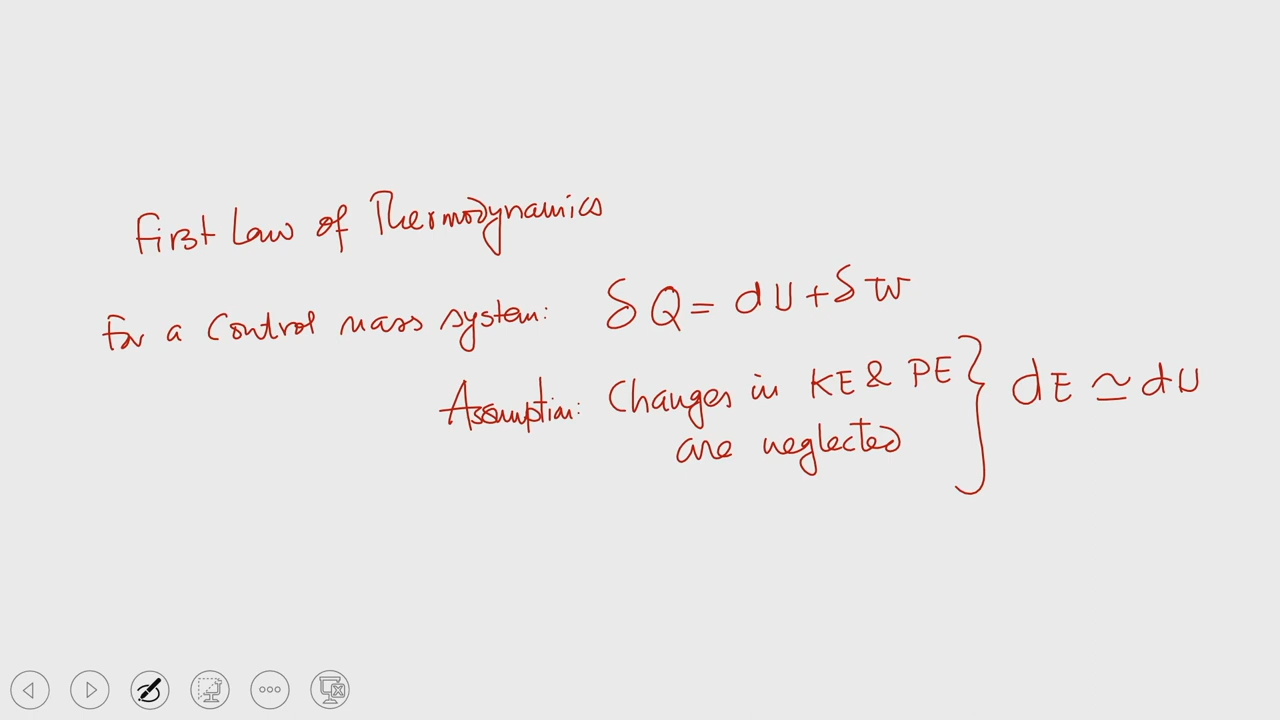 First Law of Thermodynamics
For a Control mass system: δQ = dU + δW
Assumption: Changes in KE & PE } dE ≃ dU
are neglected